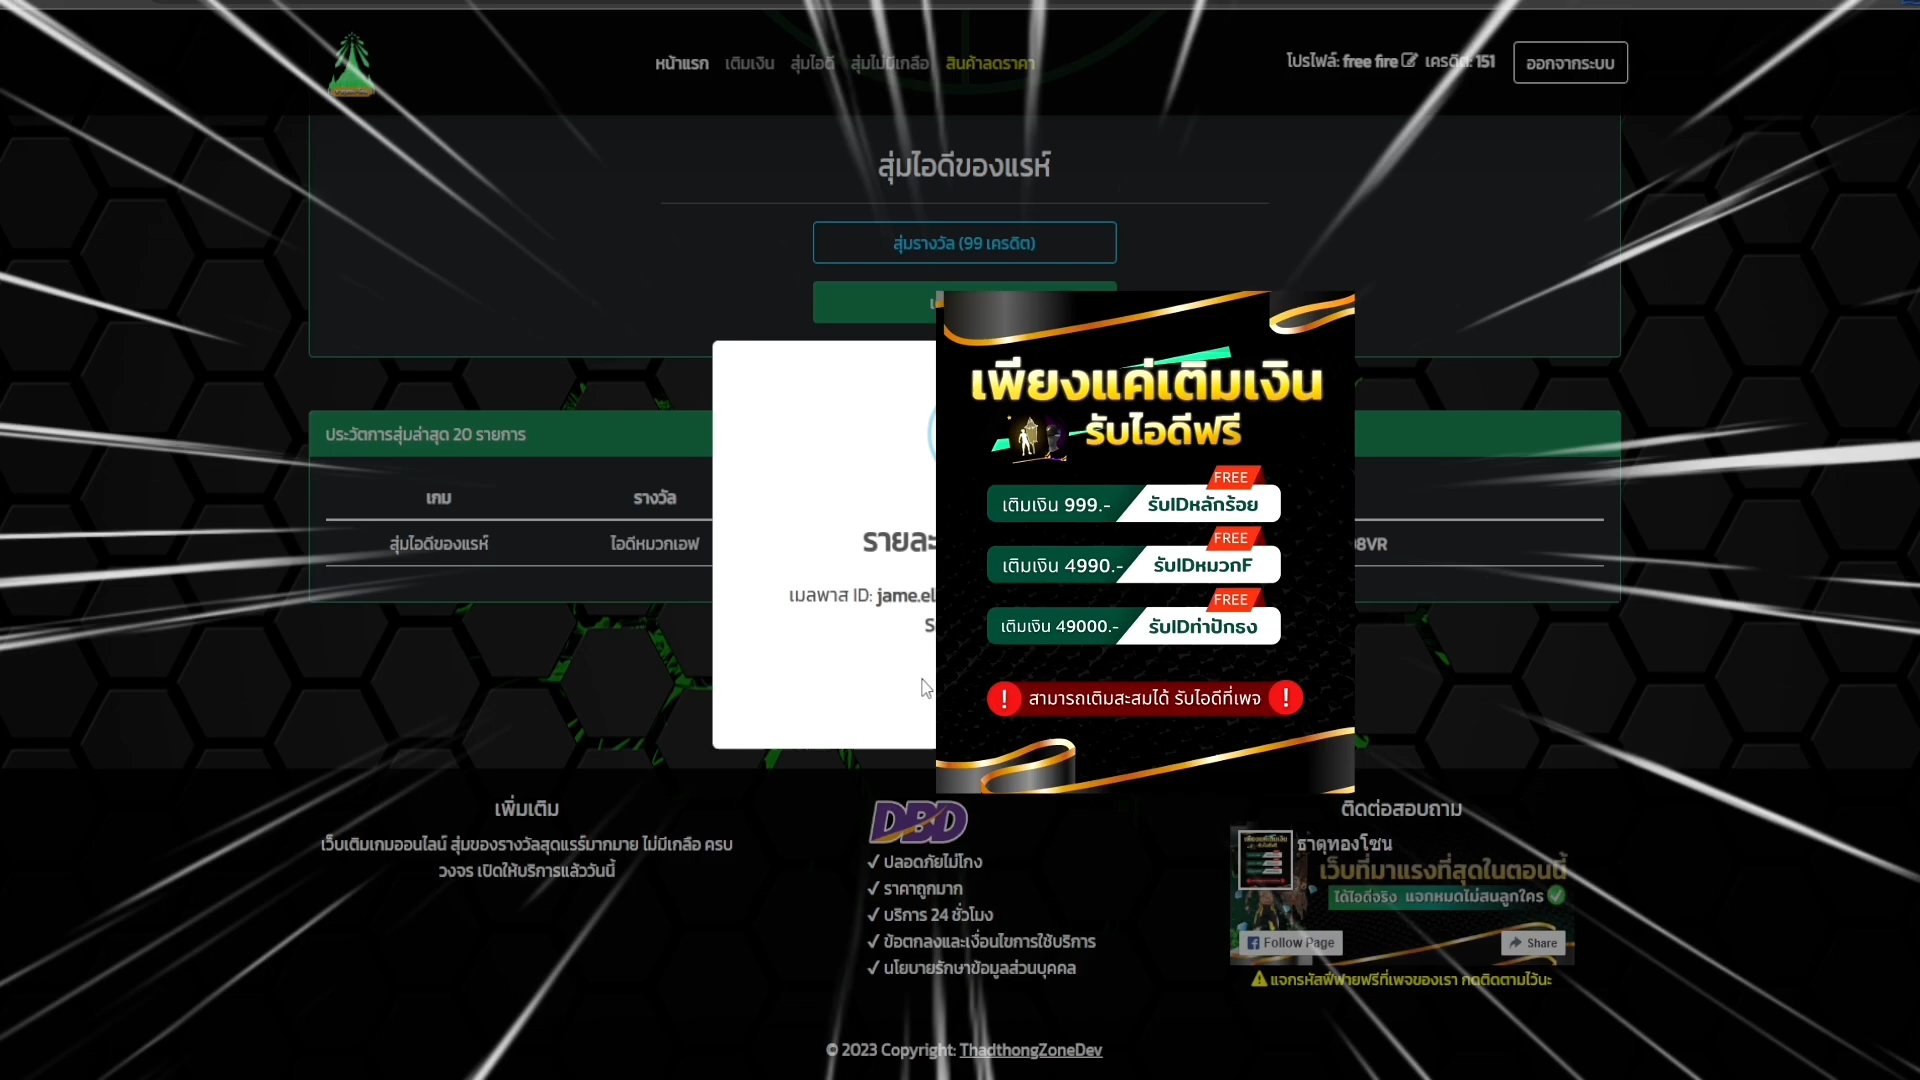 หน้าแรก เติมเงิน สุ่มไอดี สุ่มไม่มีเกลือ สินค้าลดราคา
โปรไฟล์: free fire เครดิต: 151
ออกจากระบบ
สุ่มไอดีของแรห์
สุ่มรางวัล (99 เครดิต)
เพียงแค่เติมเงิน
รับไอดีฟรี
FREE
เติมเงิน 999.- รับIDหลักร้อย
FREE
เติมเงิน 4990.- รับIDหมวกF
FREE
เติมเงิน 49000.- รับIDท่าปักธง
! สามารถเติมสะสมได้ รับไอดีที่เพจ !
ประวัติการสุ่มล่าสุด 20 รายการ
เกม รางวัล
สุ่มไอดีของแรห์ ไอดีหมวกเอฟ 8VR
รายละ
เมลพาส ID: jame.el
เพิ่มเติม
เว็บเติมเกมออนไลน์ สุ่มของรางวัลสุดแรร์มากมาย ไม่มีเกลือ ครบ
วงจร เปิดให้บริการแล้ววันนี้
DBD
✓ ปลอดภัยไม่โกง
✓ ราคาถูกมาก
✓ บริการ 24 ชั่วโมง
✓ ข้อตกลงและเงื่อนไขการใช้บริการ
✓ นโยบายรักษาข้อมูลส่วนบุคคล
ติดต่อสอบถาม
ธาตุทองโซน
เว็บที่มาแรงที่สุดในตอนนี้
ได้ไอดีจริง แจกหมดไม่สนลูกใคร
Follow Page
Share
แจกรหัสฟีฟายฟรีที่เพจของเรา กดติดตามไว้นะ
© 2023 Copyright: ThadthongZoneDev